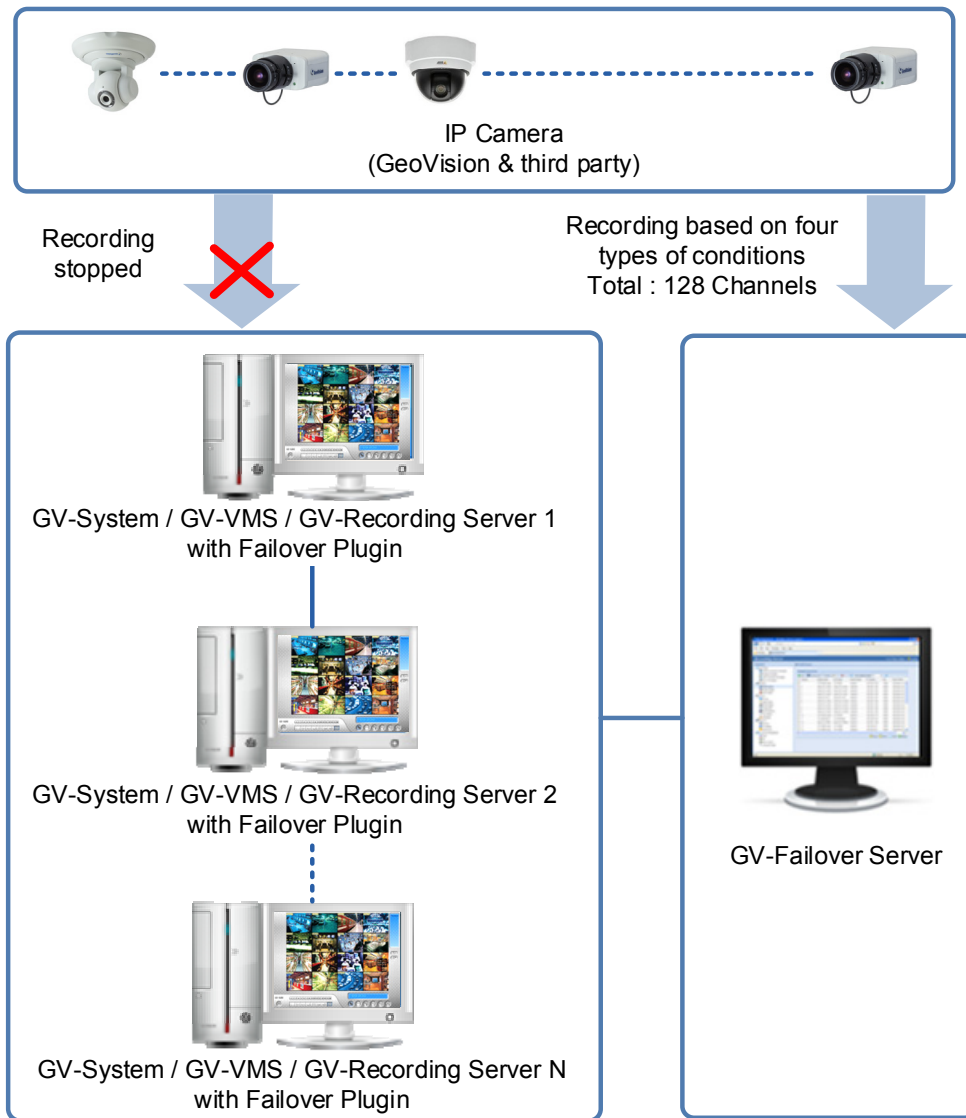 IP Camera
(GeoVision & third party)
Recording
stopped
Recording based on four
types of conditions
Total : 128 Channels
GV-System / GV-VMS / GV-Recording Server 1
with Failover Plugin
GV-System / GV-VMS / GV-Recording Server 2
with Failover Plugin
GV-Failover Server
GV-System / GV-VMS / GV-Recording Server N
with Failover Plugin